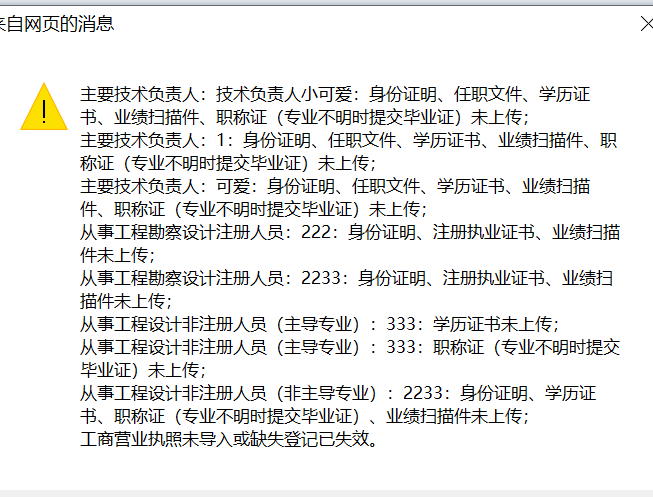 来自网页的消息
主要技术负责人：技术负责人小可爱：身份证明、任职文件、学历证
书、业绩扫描件、职称证（专业不明时提交毕业证）未上传；
主要技术负责人：1：身份证明、任职文件、学历证书、业绩扫描件、职
称证（专业不明时提交毕业证）未上传；
主要技术负责人：可爱：身份证明、任职文件、学历证书、业绩扫描
件、职称证（专业不明时提交毕业证）未上传；
从事工程勘察设计注册人员：222：身份证明、注册执业证书、业绩扫描
件未上传；
从事工程勘察设计注册人员：2233：身份证明、注册执业证书、业绩扫
描件未上传；
从事工程设计非注册人员（主导专业）：333：学历证书未上传；
从事工程设计非注册人员（主导专业）：333：职称证（专业不明时提交
毕业证）未上传；
从事工程设计非注册人员（非主导专业）：2233：身份证明、学历证
书、职称证（专业不明时提交毕业证）、业绩扫描件未上传；
工商营业执照未导入或缺失登记已失效。